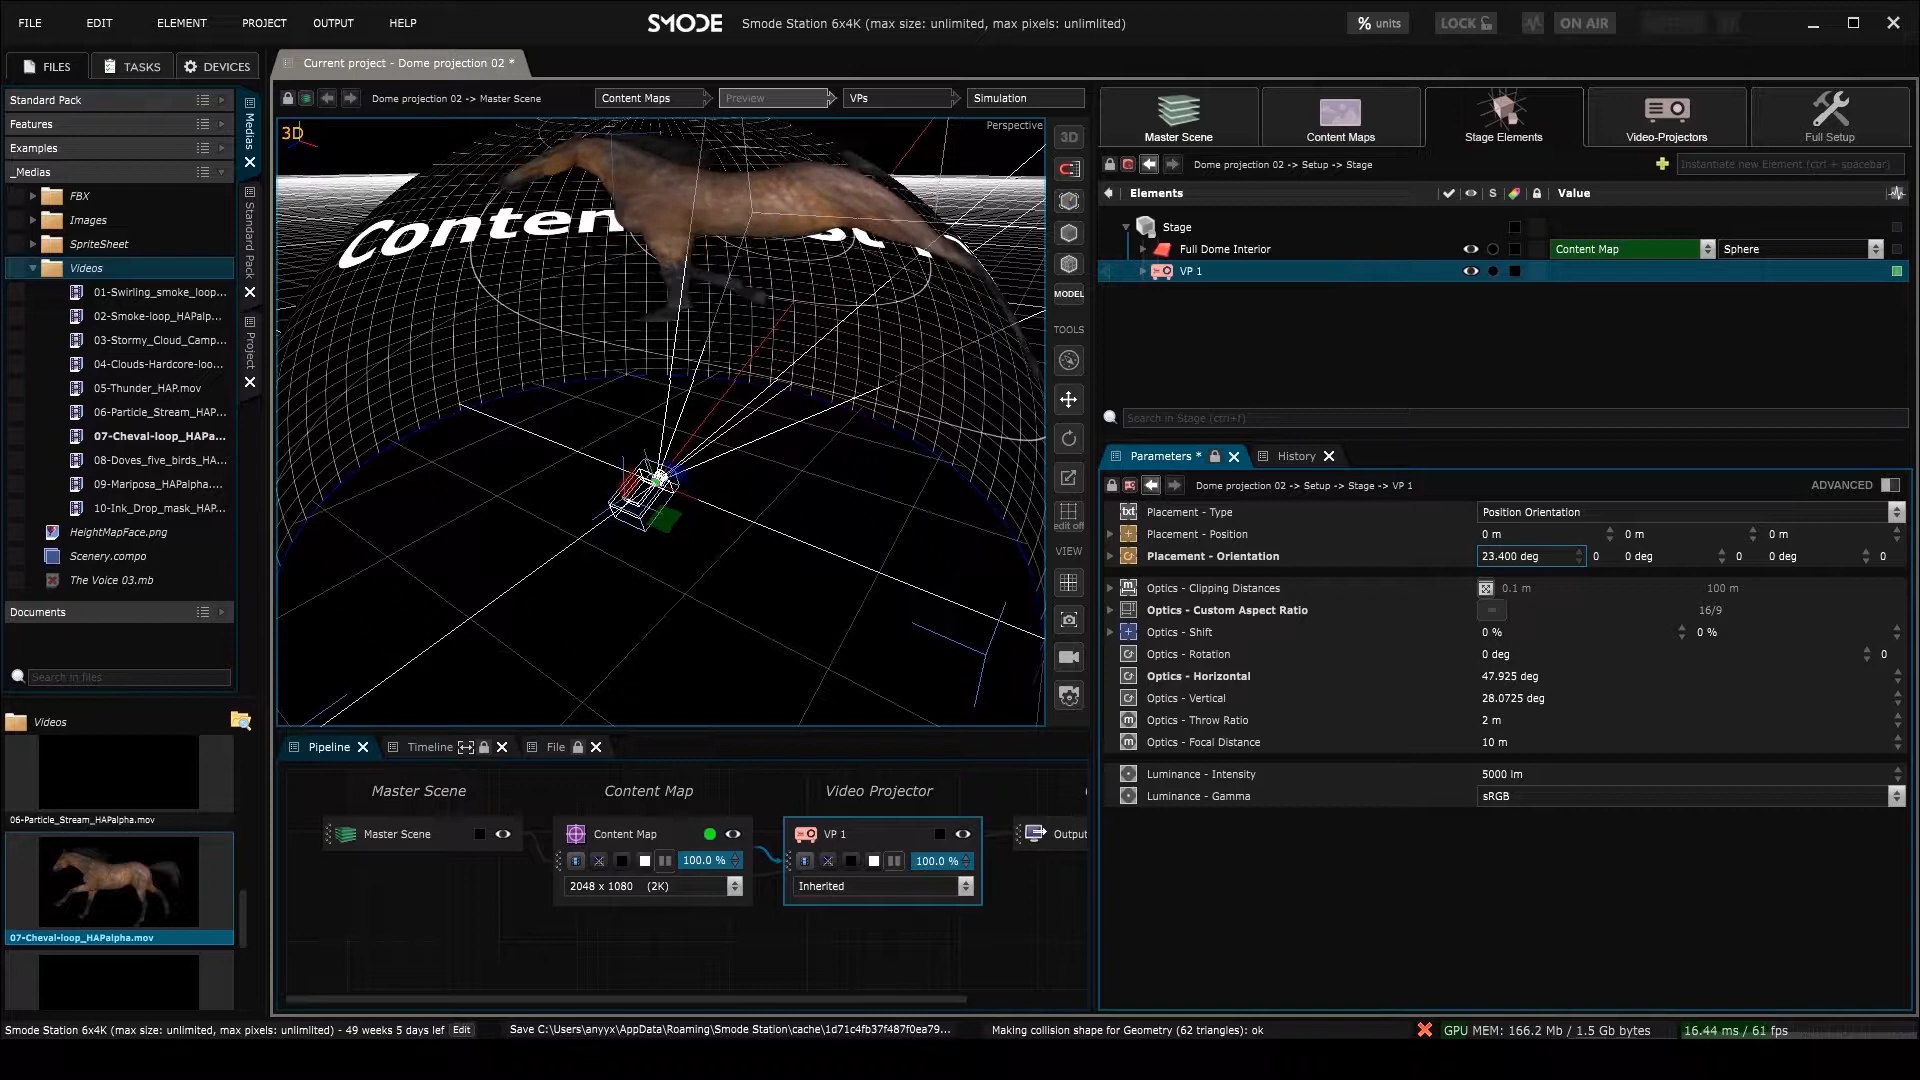 FILE EDIT ELEMENT PROJECT OUTPUT HELP SMODE Smode Station 6x4K (max size: unlimited, max pixels: unlimlited) % units LOCK ON AIR
FILES TASKS DEVICES Current project - Dome projection 02 *
Standard Pack
Features
Examples
_Medias
FBX
Images
SpriteSheet
Videos
01-Swirling_smoke_loop...
02-Smoke-loop_HAPalp...
03-Stormy_Cloud_Camp...
04-Clouds-Hardcore-loo...
05-Thunder_HAP.mov
06-Particle_Stream_HAP...
07-Cheval-loop_HAPa...
08-Doves_five_birds_HA...
09-Mariposa_HAPalpha....
10-Ink_Drop_mask_HAP...
HeightMapFace.png
Scenery.compo
The Voice 03.mb
Documents
Search in files
Medias
Standard Pack
Project
Videos
06-Particle_Stream_HAPalpha.mov
07-Cheval-loop_HAPalpha.mov
Dome projection 02 -> Master Scene Content Maps Preview VPs Simulation
3D Perspective
Conten
3D
MODEL
TOOLS
edit off
VIEW
Pipeline Timeline File
Master Scene Content Map Video Projector
Master Scene Content Map VP 1 Output
100.0 % 100.0 %
2048 x 1080 (2K) Inherited
Master Scene Content Maps Stage Elements Video-Projectors Full Setup
Dome projection 02 -> Setup -> Stage Instantiate new Element (ctrl + spacebar)
Elements S Value
Stage
Full Dome Interior Content Map Sphere
VP 1
Search in Stage (ctrl+f)
Parameters * History
Dome projection 02 -> Setup -> Stage -> VP 1 ADVANCED
txt Placement - Type Position Orientation
Placement - Position 0 m 0 m 0 m
Placement - Orientation 23.400 deg 0 0 deg 0 0 deg 0
m Optics - Clipping Distances 0.1 m 100 m
Optics - Custom Aspect Ratio 16/9
Optics - Shift 0 % 0 %
Optics - Rotation 0 deg 0
Optics - Horizontal 47.925 deg
Optics - Vertical 28.0725 deg
m Optics - Throw Ratio 2 m
m Optics - Focal Distance 10 m
Luminance - Intensity 5000 lm
Luminance - Gamma sRGB
Smode Station 6x4K (max size: unlimited, max pixels: unlimlited) - 49 weeks 5 days lef Edit Save C:\Users\anyyx\AppData\Roaming\Smode Station\cache\1d71c4fb37f487f0ea79... Making collision shape for Geometry (62 triangles): ok GPU MEM: 166.2 Mb / 1.5 Gb bytes 16.44 ms / 61 fps